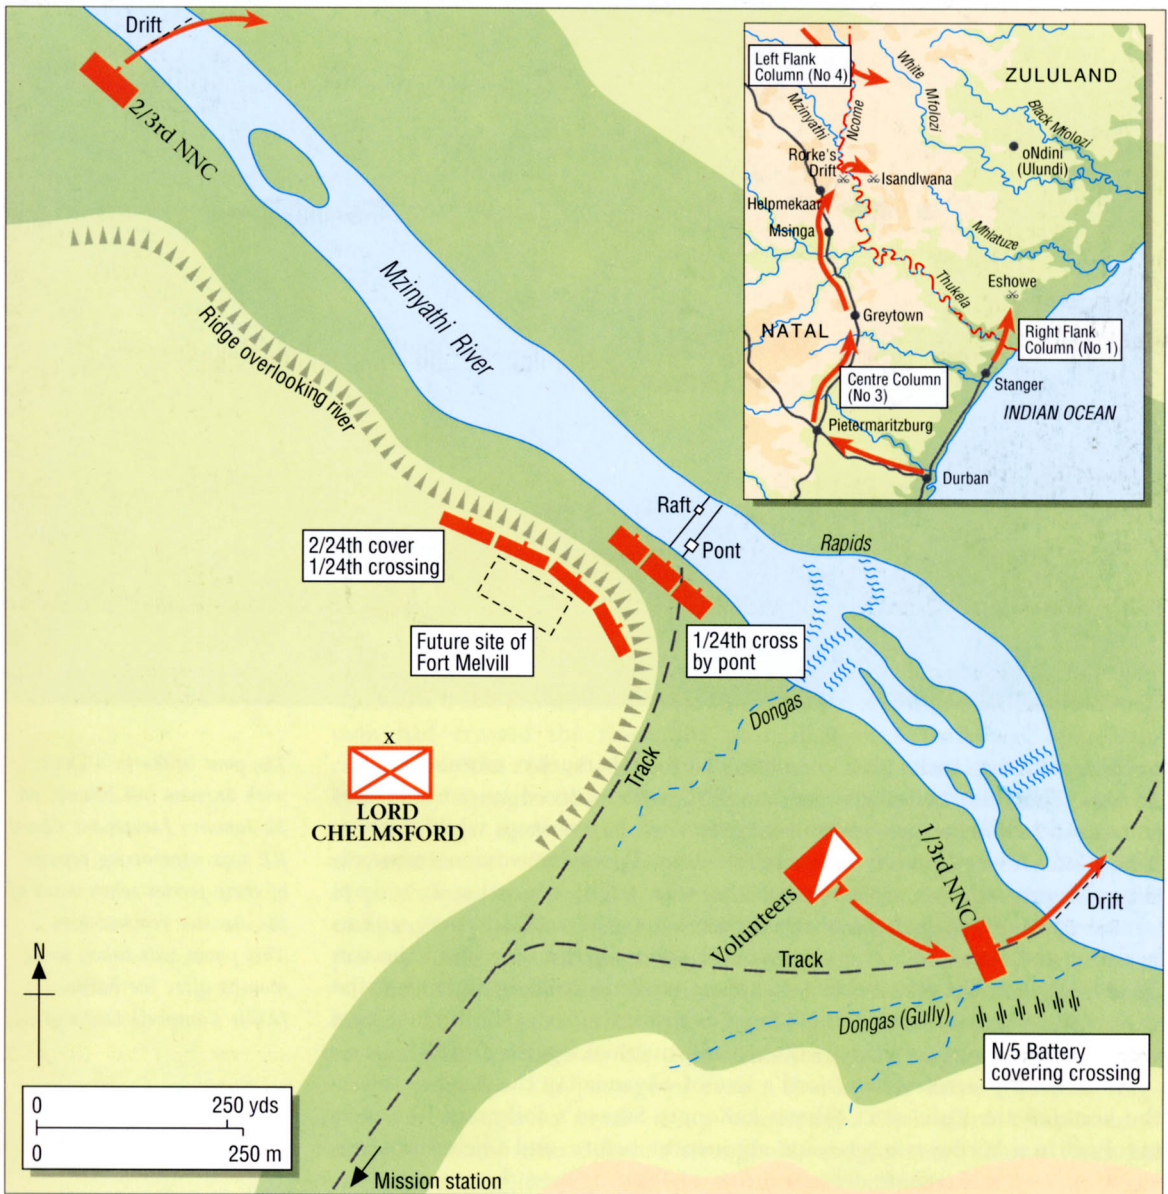 Drift
2/3rd NNC
Mzinyathi River
Ridge overlooking river
Raft
Pont
Rapids
2/24th cover
1/24th crossing
Future site of
Fort Melvill
1/24th cross
by pont
Dongas
Track
X
LORD
CHELMSFORD
Volunteers
1/3rd NNC
Drift
Track
Dongas (Gully)
N/5 Battery
covering crossing
N
0 250 yds
0 250 m
Mission station
Left Flank
Column (No 4)
ZULULAND
White
Mfolozi
Black Mfolozi
Mzinyathi
Ncome
oNdini
(Ulundi)
Rorke's
Drift
Isandlwana
Helpmekaar
Msinga
Mhlatuze
Thukela
Eshowe
Greytown
NATAL
Right Flank
Column (No 1)
Centre Column
(No 3)
Stanger
INDIAN OCEAN
Pietermaritzburg
Durban